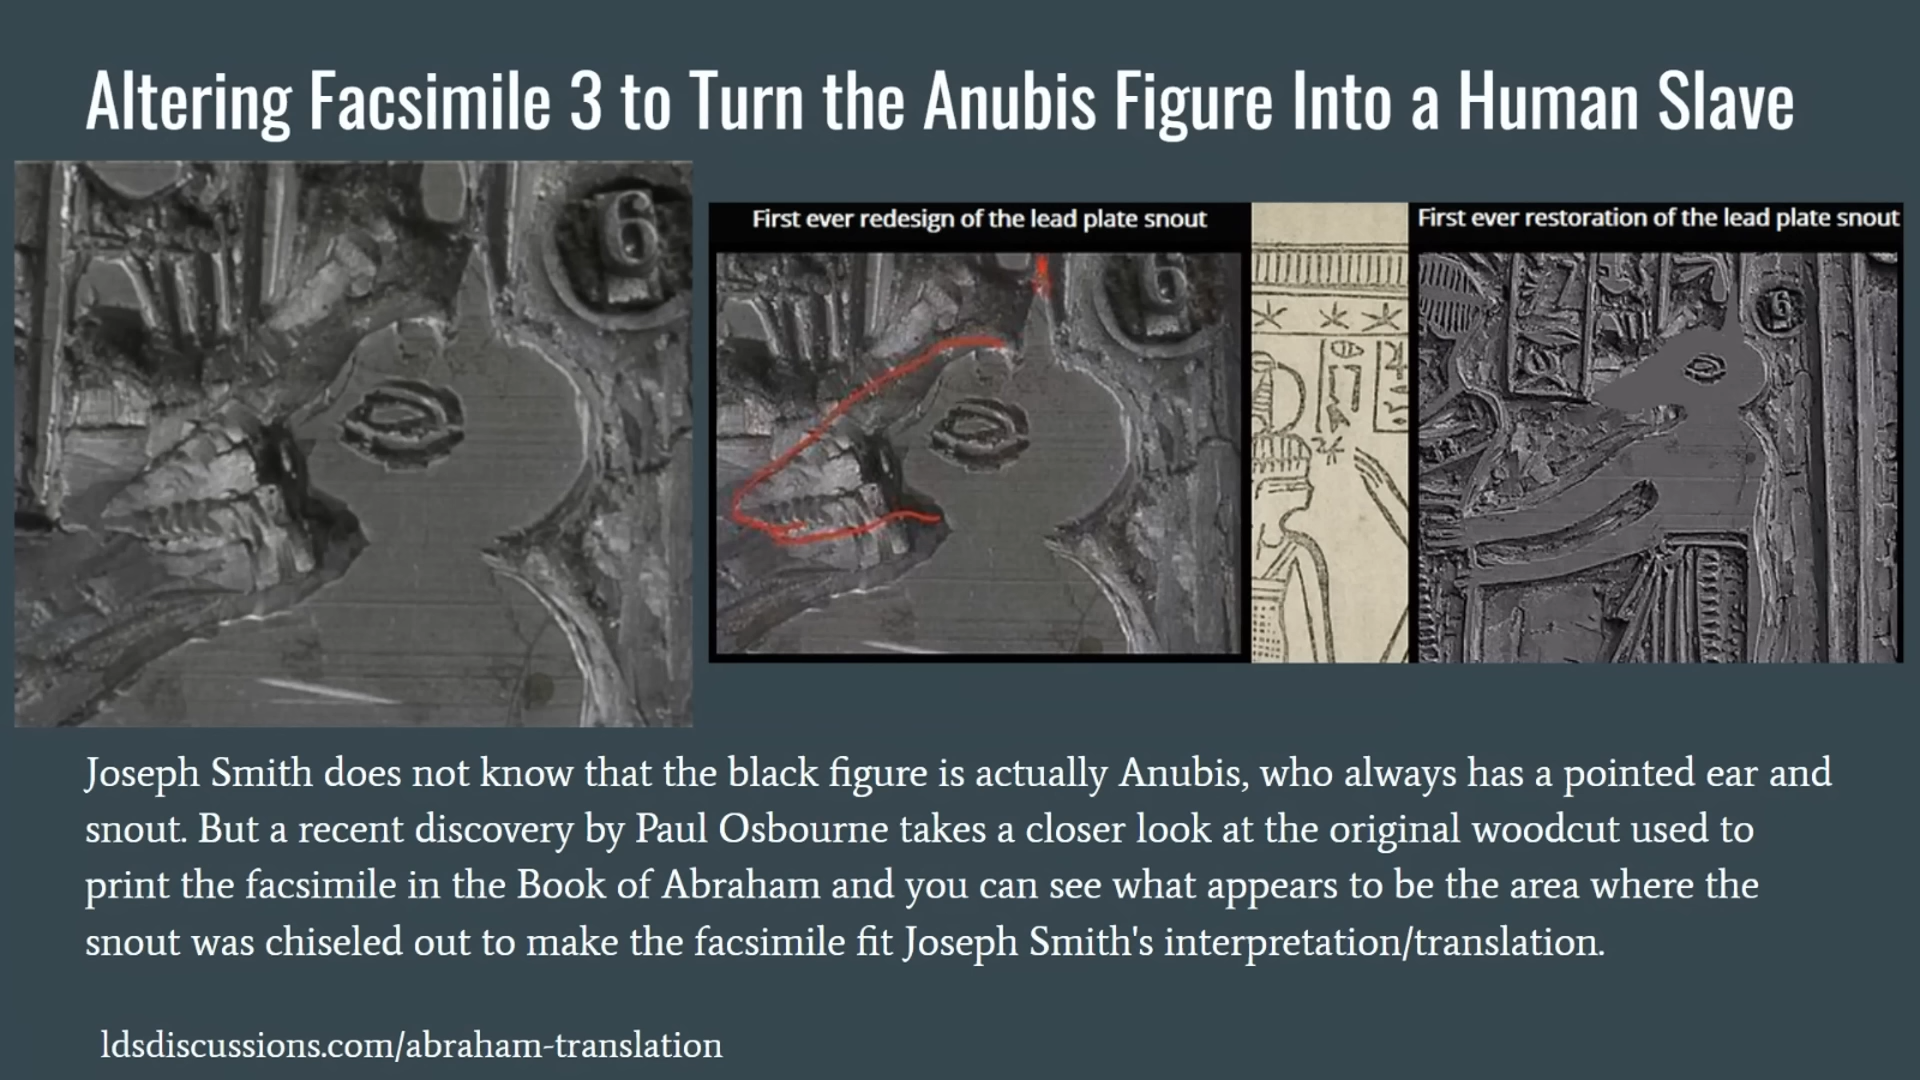 Altering Facsimile 3 to Turn the Anubis Figure Into a Human Slave
6
First ever redesign of the lead plate snout
6
First ever restoration of the lead plate snout
6
Joseph Smith does not know that the black figure is actually Anubis, who always has a pointed ear and
snout. But a recent discovery by Paul Osbourne takes a closer look at the original woodcut used to
print the facsimile in the Book of Abraham and you can see what appears to be the area where the
snout was chiseled out to make the facsimile fit Joseph Smith's interpretation/translation.
ldsdiscussions.com/abraham-translation